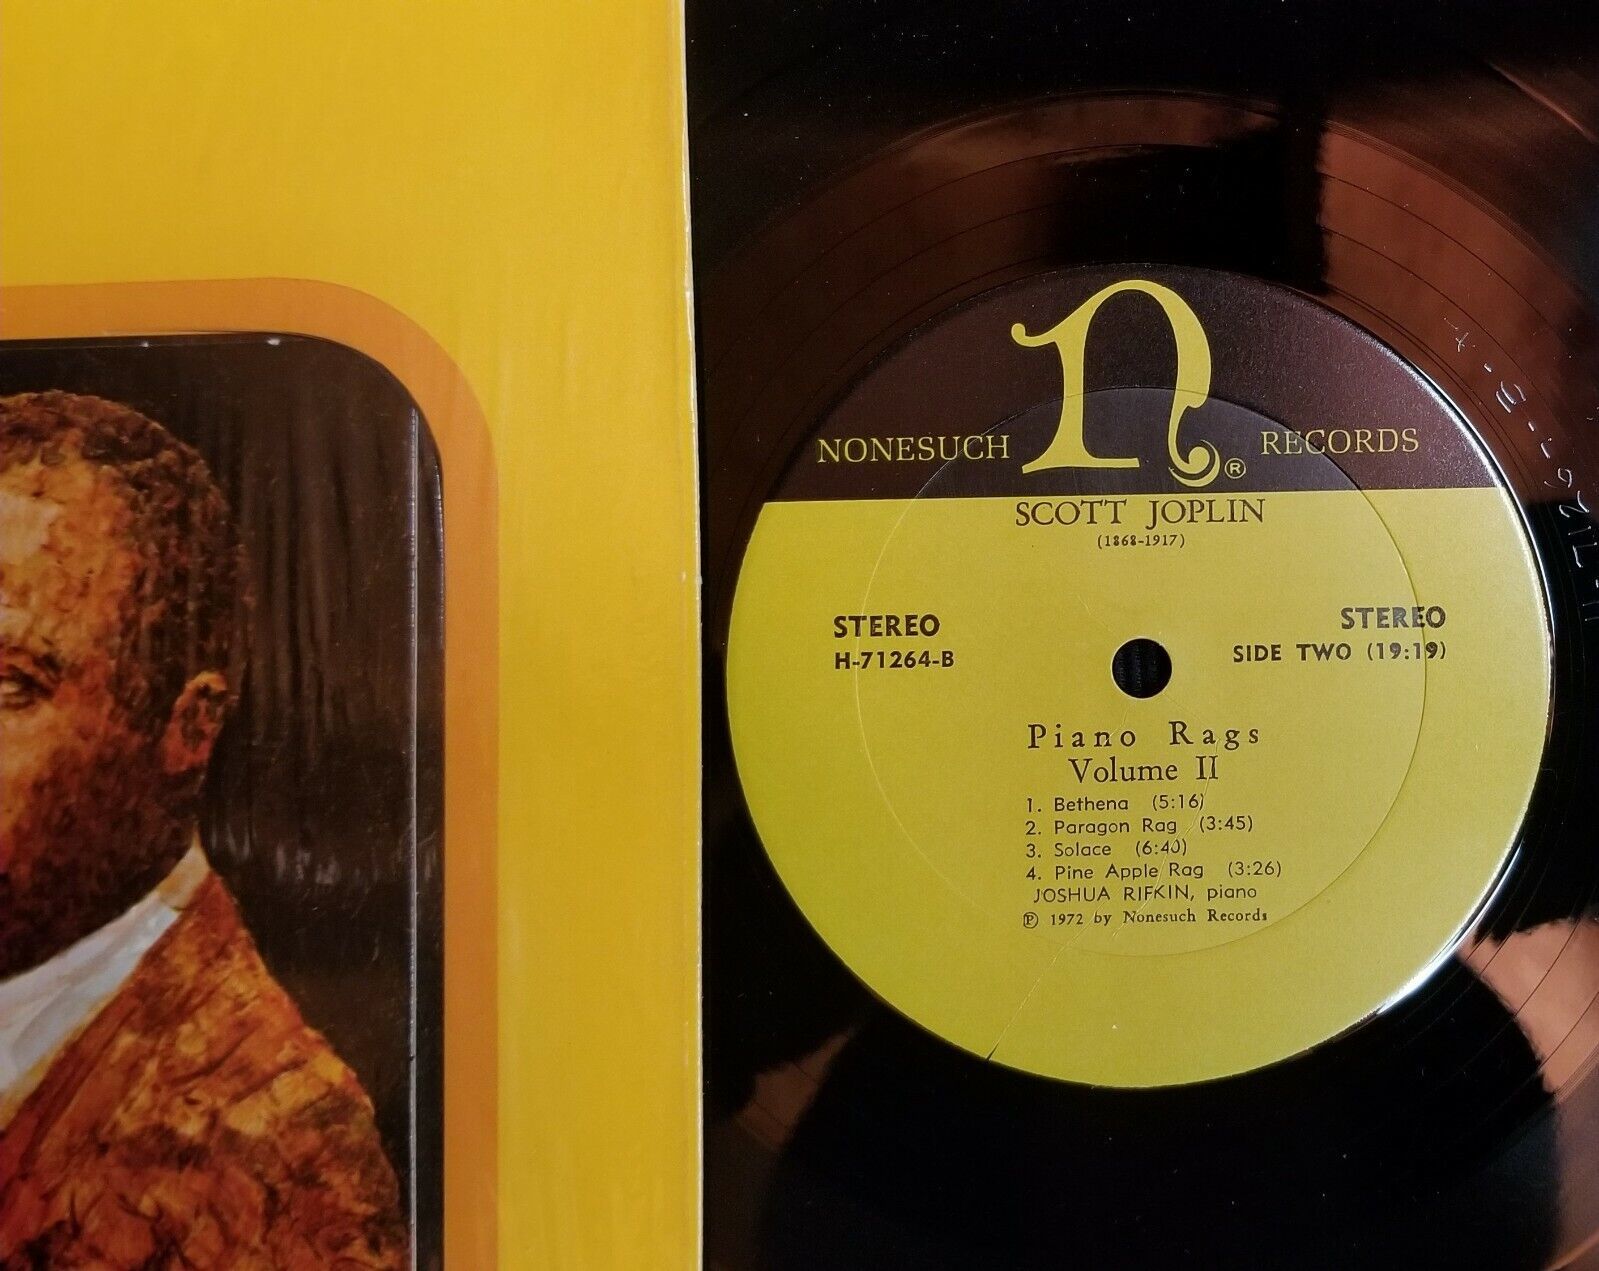 n ®
NONESUCH RECORDS
SCOTT JOPLIN
(1868-1917)
STEREO
H-71264-B
STEREO
SIDE TWO (19:19)
Piano Rags
Volume II
1. Bethena (5:16)
2. Paragon Rag (3:45)
3. Solace (6:40)
4. Pine Apple Rag (3:26)
JOSHUA RIFKIN, piano
℗ 1972 by Nonesuch Records